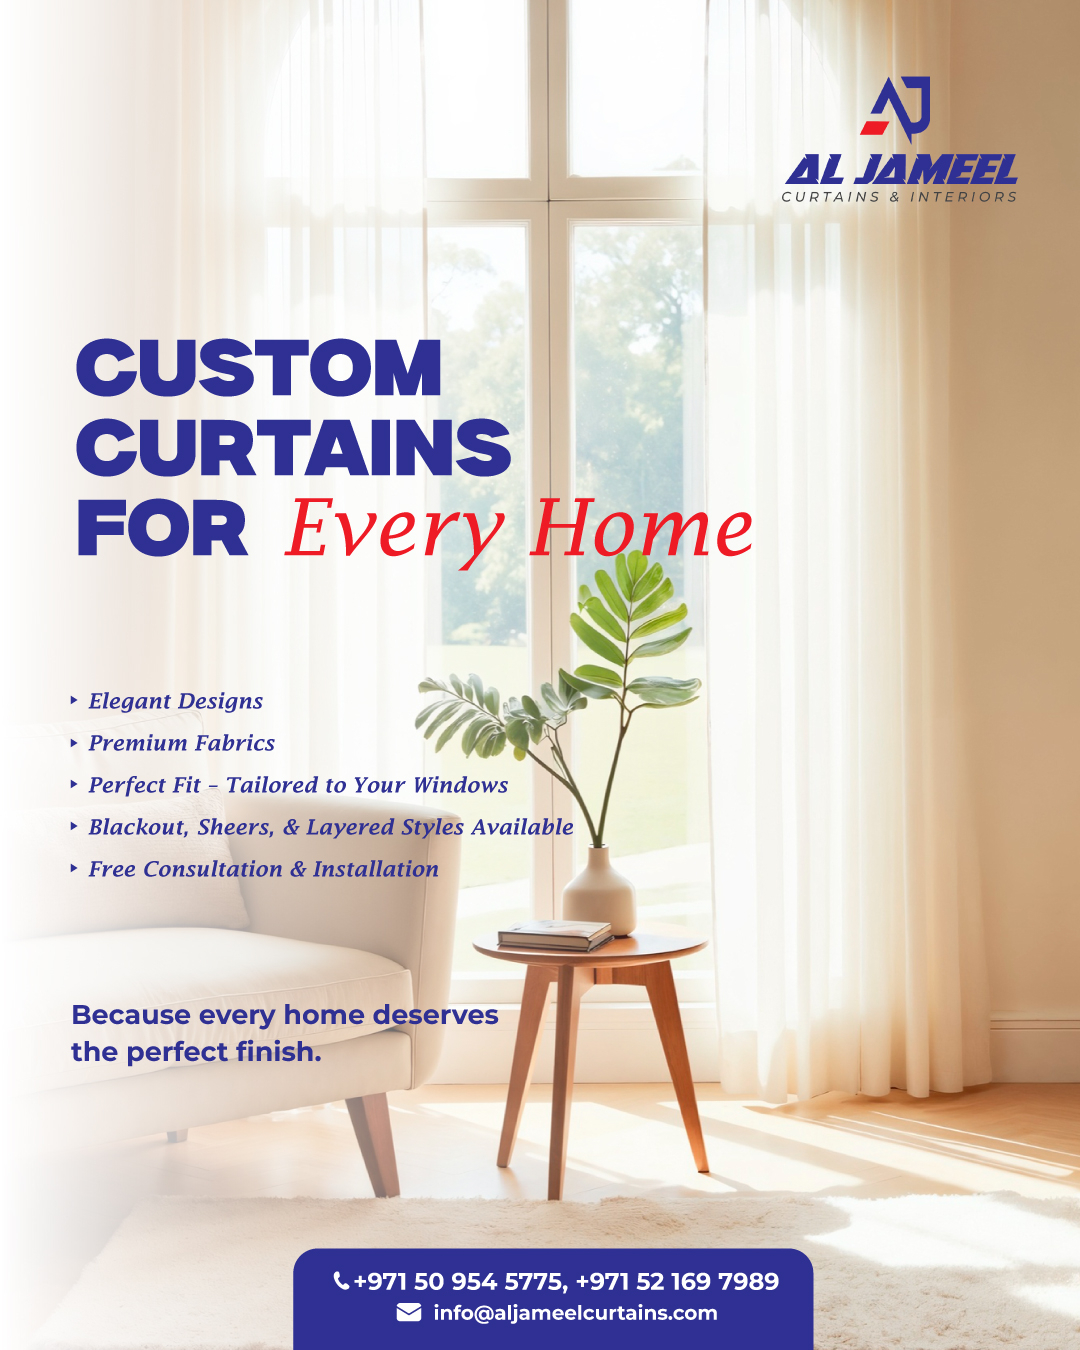 AL JAMEEL
CURTAINS & INTERIORS
CUSTOM
CURTAINS
FOR Every Home
‣ Elegant Designs
‣ Premium Fabrics
‣ Perfect Fit – Tailored to Your Windows
‣ Blackout, Sheers, & Layered Styles Available
‣ Free Consultation & Installation
Because every home deserves
the perfect finish.
+971 50 954 5775, +971 52 169 7989
info@aljameelcurtains.com